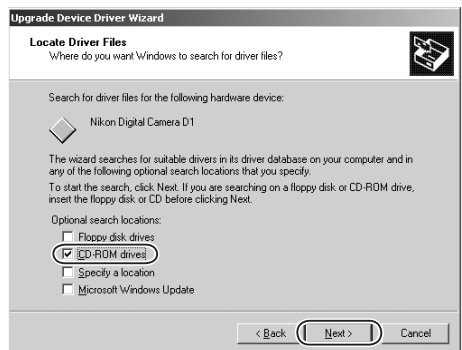 Upgrade Device Driver Wizard
Locate Driver Files
Where do you want Windows to search for driver files?
Search for driver files for the following hardware device:
Nikon Digital Camera D1
The wizard searches for suitable drivers in its driver database on your computer and in
any of the following optional search locations that you specify.
To start the search, click Next. If you are searching on a floppy disk or CD-ROM drive,
insert the floppy disk or CD before clicking Next.
Optional search locations:
Floppy disk drives
CD-ROM drives
Specify a location
Microsoft Windows Update
< Back Next > Cancel